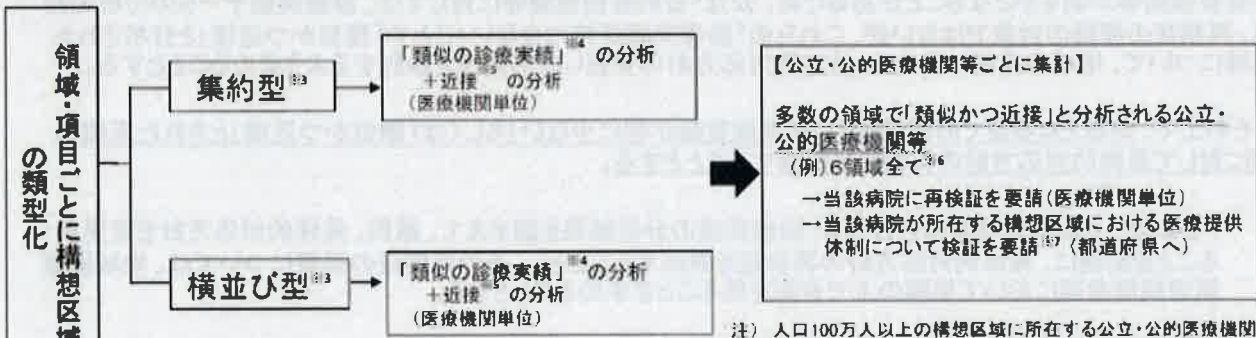 領域・項目ごとに構想区域
の類型化
集約型※3
「類似の診療実績」※4 の分析
＋近接※5 の分析
(医療機関単位)
横並び型※3
「類似の診療実績」※4 の分析
＋近接※5 の分析
(医療機関単位)
【公立・公的医療機関等ごとに集計】
多数の領域で「類似かつ近接」と分析される公立・
公的医療機関等
(例)６領域全て※6
→当該病院に再検証を要請(医療機関単位)
→当該病院が所在する構想区域における医療提供
体制について検証を要請※7（都道府県へ）
注） 人口100万人以上の構想区域に所在する公立・公的医療機関